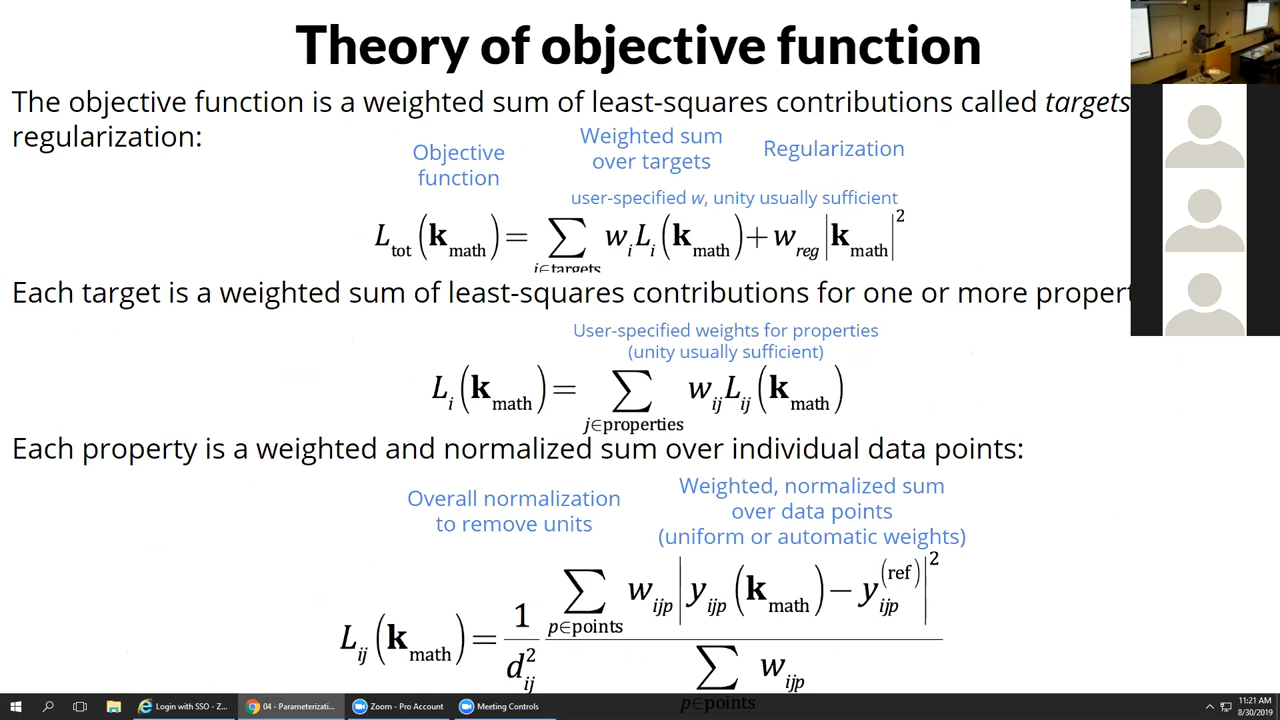 Theory of objective function
The objective function is a weighted sum of least-squares contributions called targets
regularization:
Objective
function
Weighted sum
over targets
Regularization
user-specified w, unity usually sufficient
L_tot(k_math) = ∑_{i∈targets} w_i L_i(k_math) + w_reg |k_math|^2
Each target is a weighted sum of least-squares contributions for one or more
User-specified weights for properties
(unity usually sufficient)
L_i(k_math) = ∑_{j∈properties} w_ij L_ij(k_math)
Each property is a weighted and normalized sum over individual data points:
Overall normalization
to remove units
Weighted, normalized sum
over data points
(uniform or automatic weights)
L_ij(k_math) = 1/d_ij^2 ∑_{p∈points} w_ijp |y_ijp(k_math) − y_ijp^(ref)|^2 / ∑_{p∈points} w_ijp
Login with SSO - Z...
04 - Parameterizati...
Zoom - Pro Account
Meeting Controls
11:21 AM
8/30/2019